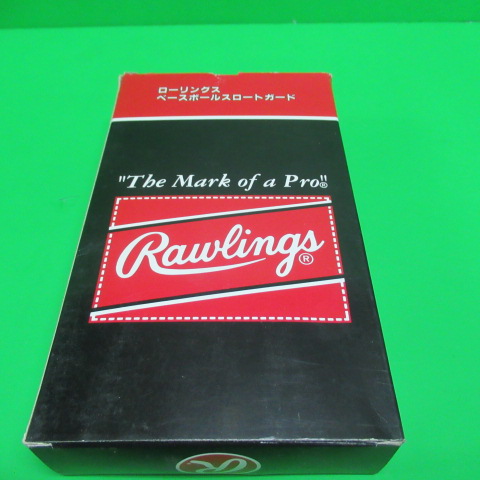 ローリングス
ベースボールスロートガード
"The Mark of a Pro"®
Rawlings®
R